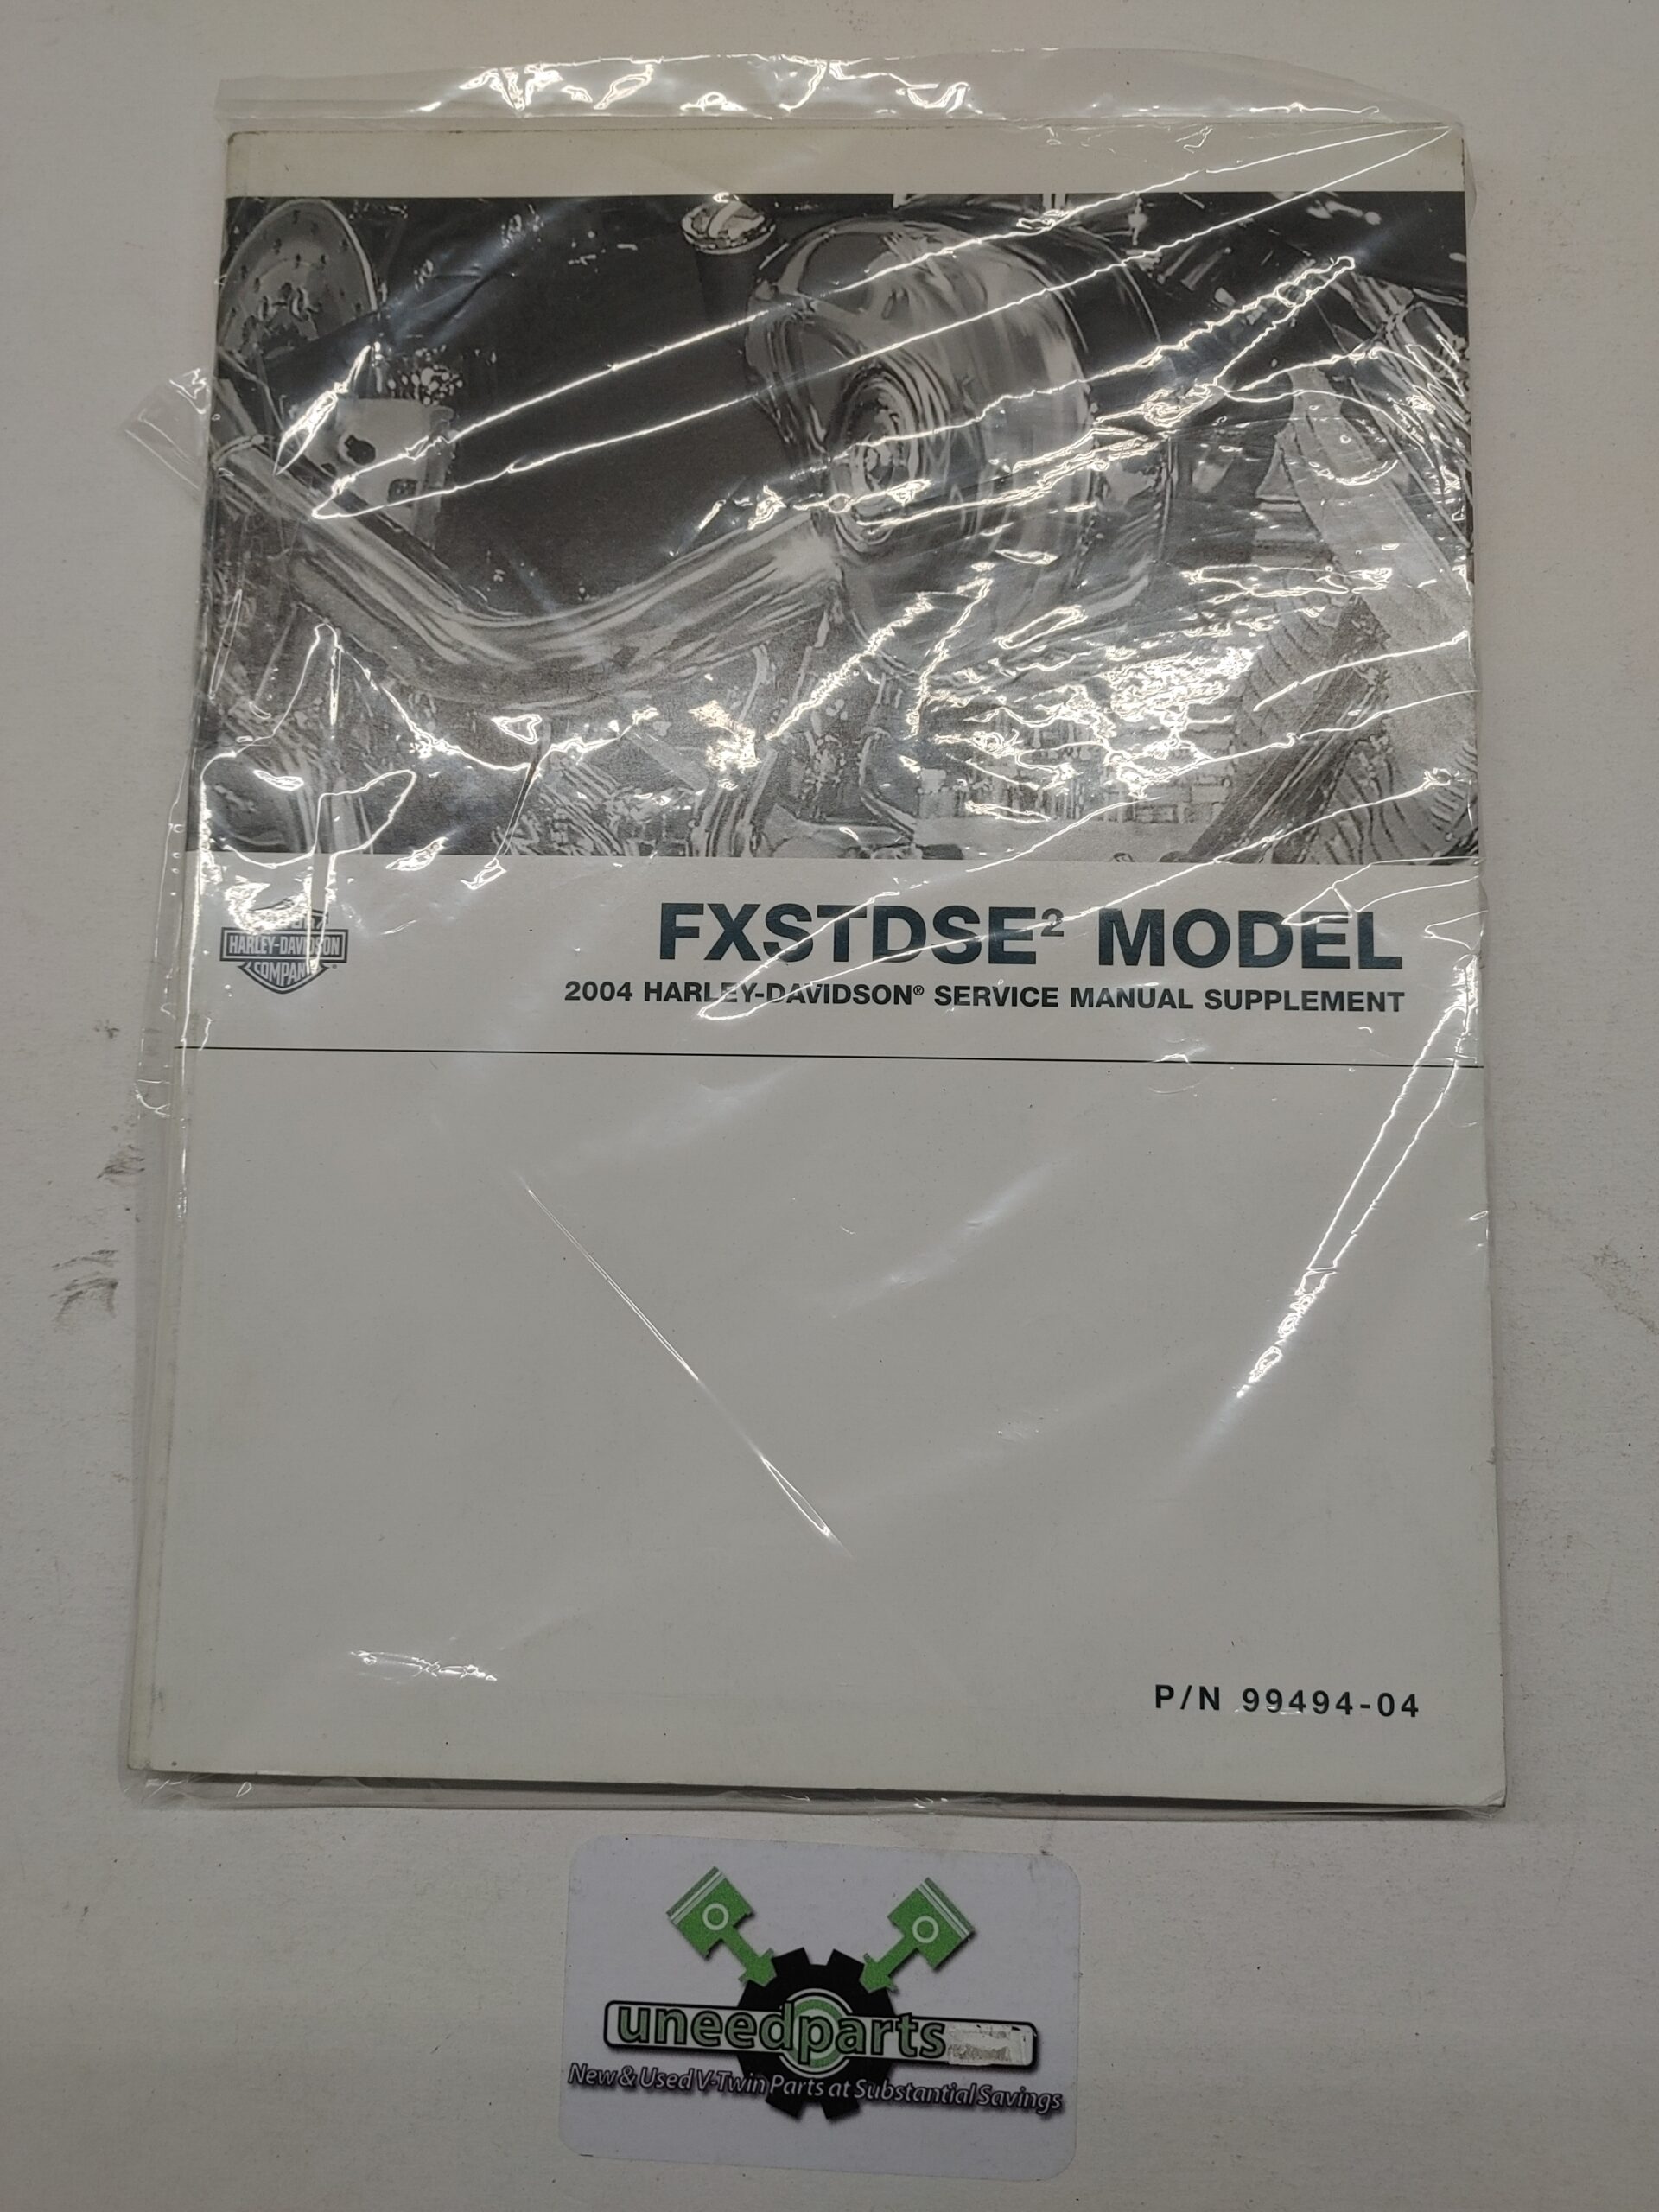 HARLEY-DAVIDSON
COMPANY
FXSTDSE² MODEL
2004 HARLEY-DAVIDSON® SERVICE MANUAL SUPPLEMENT
P/N 99494-04
uneedparts
New & Used V-Twin Parts at Substantial Savings